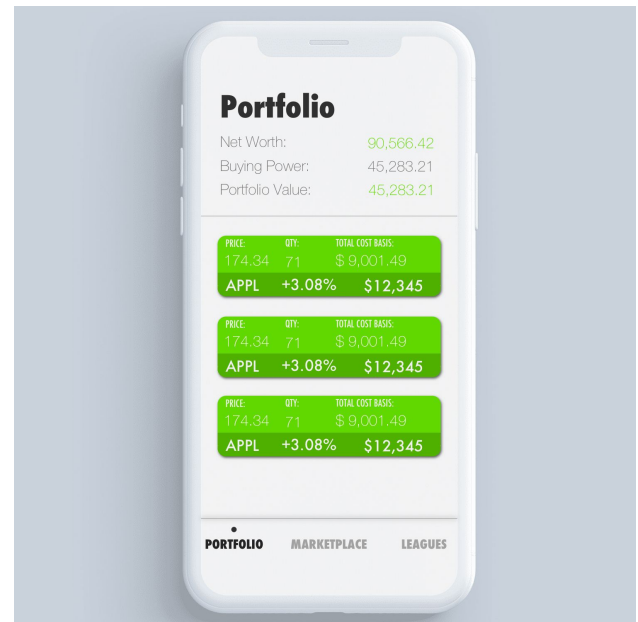 Portfolio
Net Worth: 90,566.42
Buying Power: 45,283.21
Portfolio Value: 45,283.21
PRICE: QTY: TOTAL COST BASIS:
174.34 71 $ 9,001.49
APPL +3.08% $12,345
PRICE: QTY: TOTAL COST BASIS:
174.34 71 $ 9,001.49
APPL +3.08% $12,345
PRICE: QTY: TOTAL COST BASIS:
174.34 71 $ 9,001.49
APPL +3.08% $12,345
PORTFOLIO MARKETPLACE LEAGUES